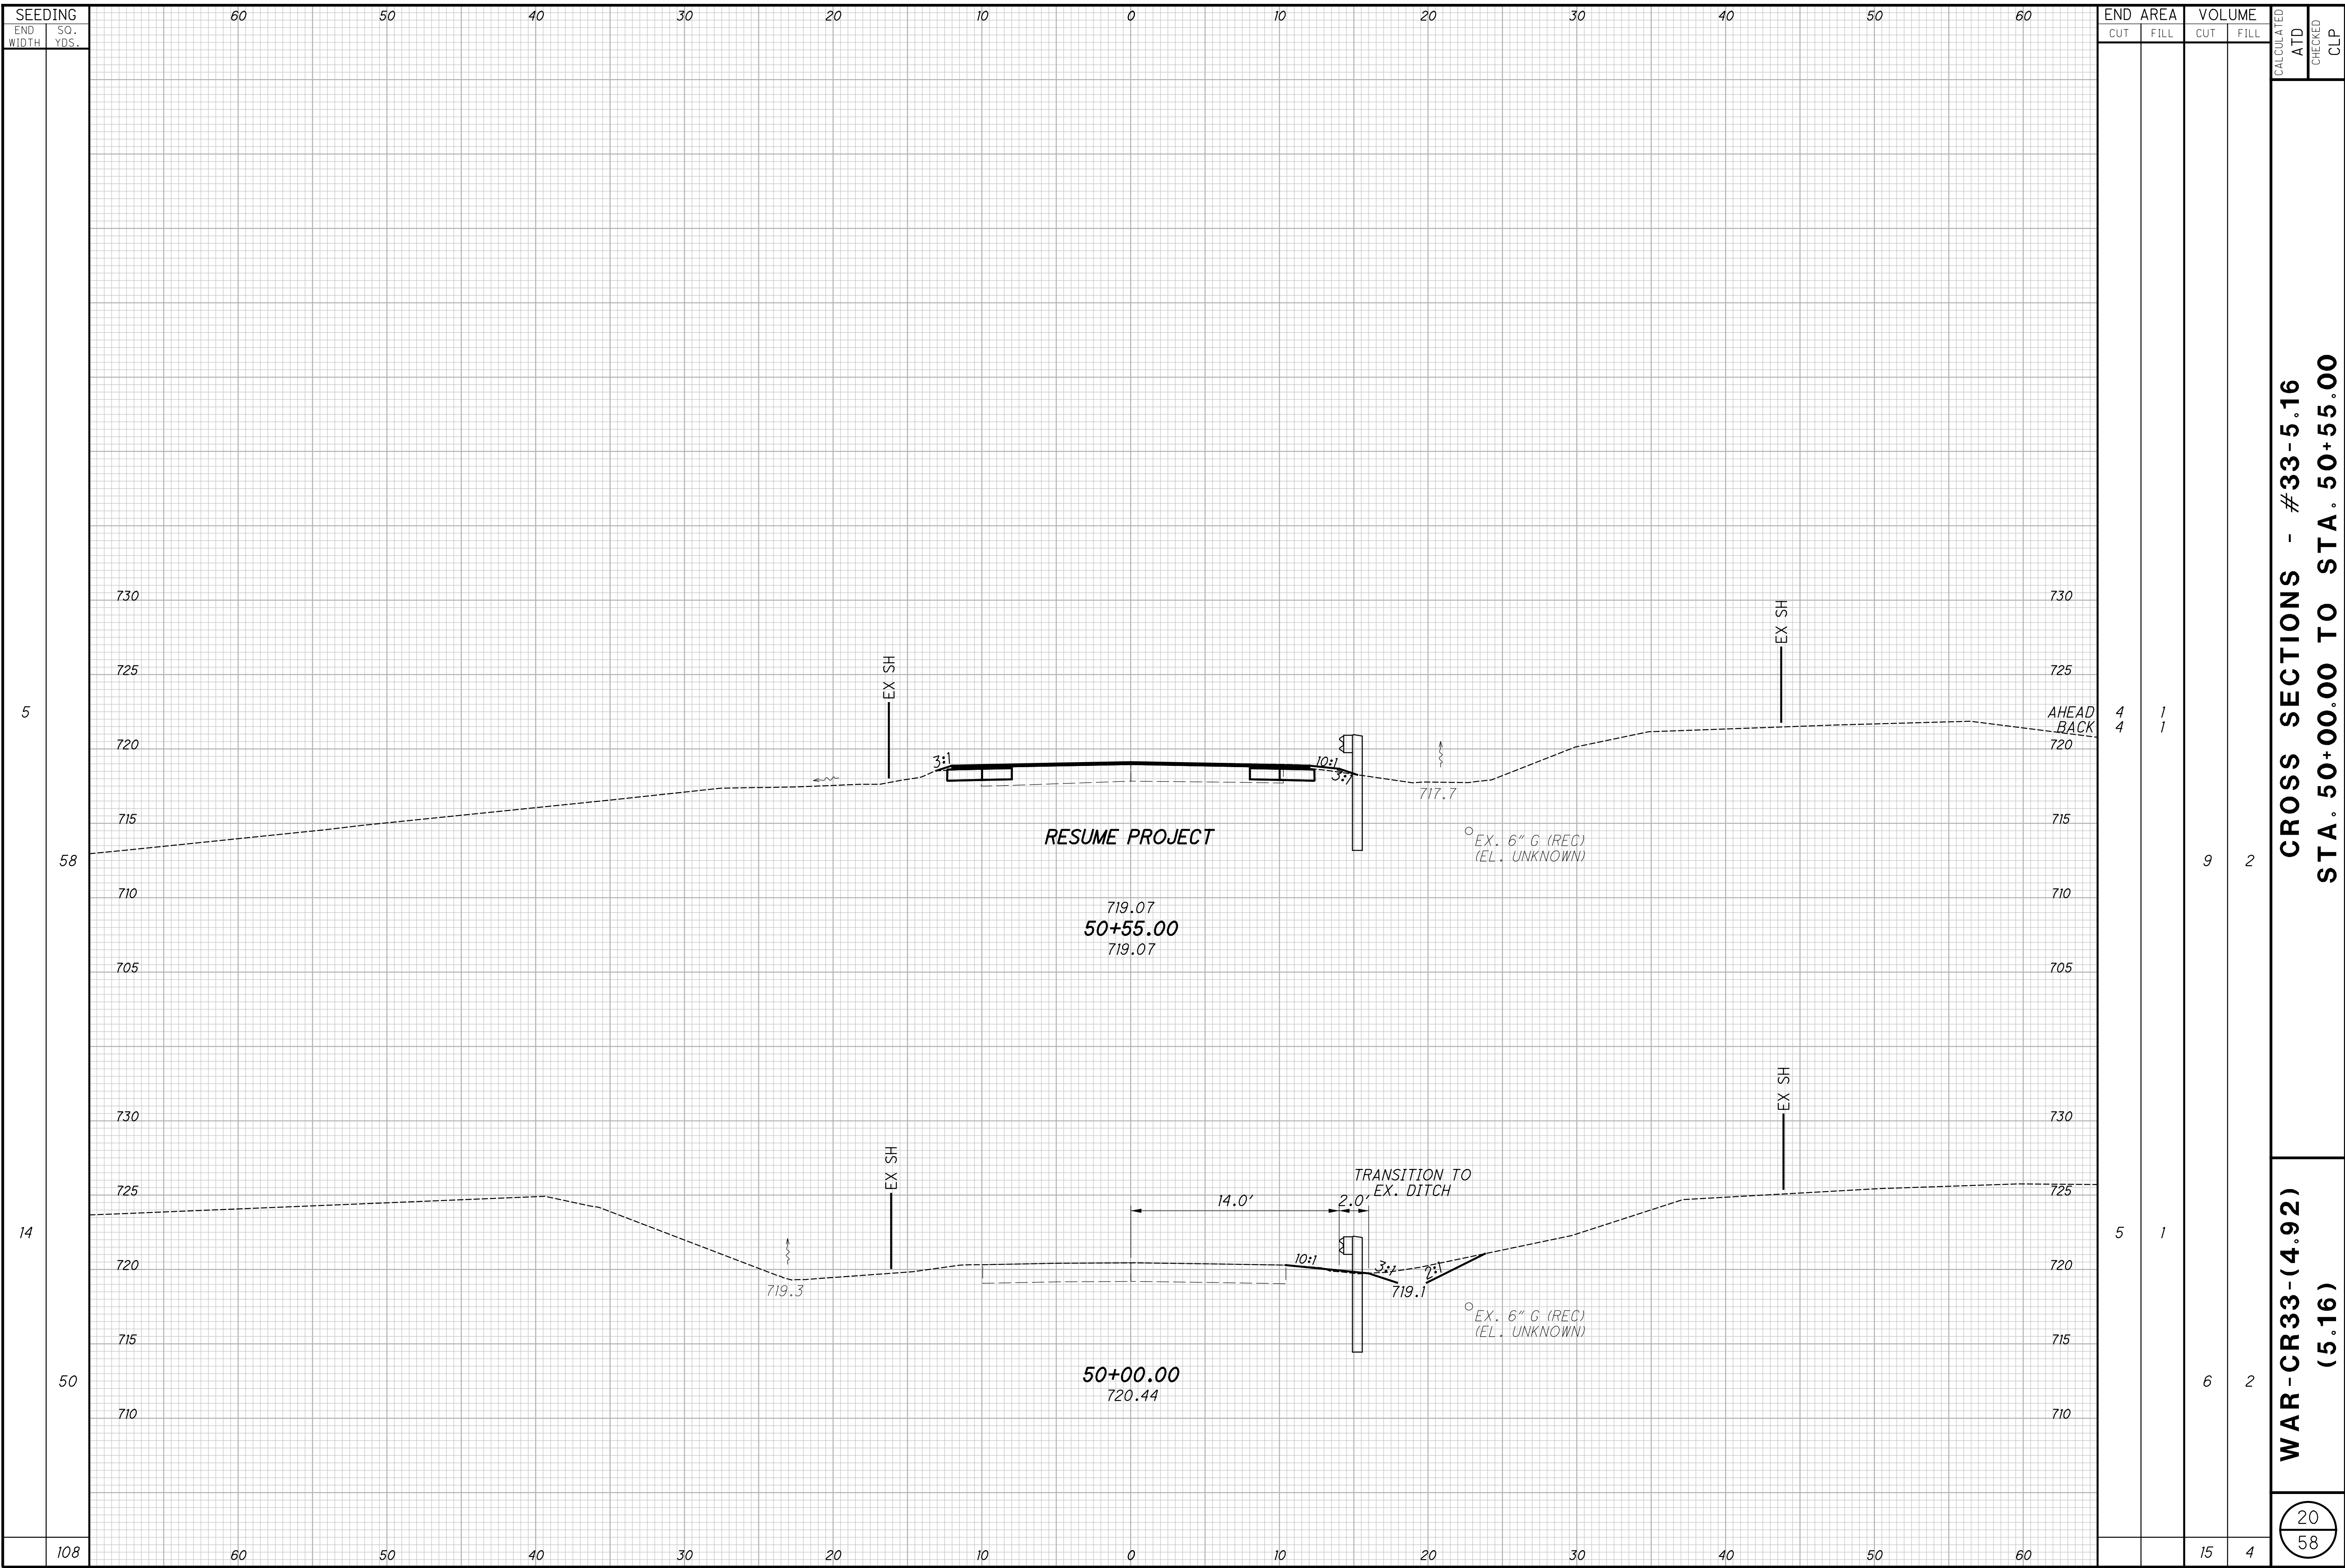 SEEDING
END WIDTH
SQ. YDS.
60 50 40 30 20 10 0 10 20 30 40 50 60
END AREA
VOLUME
CUT FILL CUT FILL
CALCULATED
ATD
CHECKED
CLP
730 730
EX SH
EX SH
725 725
5
AHEAD 4 1
BACK 4 1
720 720
3:1
10:1
3:1
717.7
715 715
RESUME PROJECT
EX. 6" G (REC)
(EL. UNKNOWN)
58
9 2
710 710
719.07
50+55.00
719.07
705 705
EX SH
730 730
EX SH
TRANSITION TO
EX. DITCH
725 725
14.0'
2.0'
14
5 1
720 720
10:1
3:1
2:1
719.3
719.1
EX. 6" G (REC)
(EL. UNKNOWN)
715 715
50+00.00
720.44
50
6 2
710 710
108
60 50 40 30 20 10 0 10 20 30 40 50 60
15 4
CROSS SECTIONS - #33-5.16
STA. 50+00.00 TO STA. 50+55.00
WAR-CR33-(4.92)
(5.16)
20
58